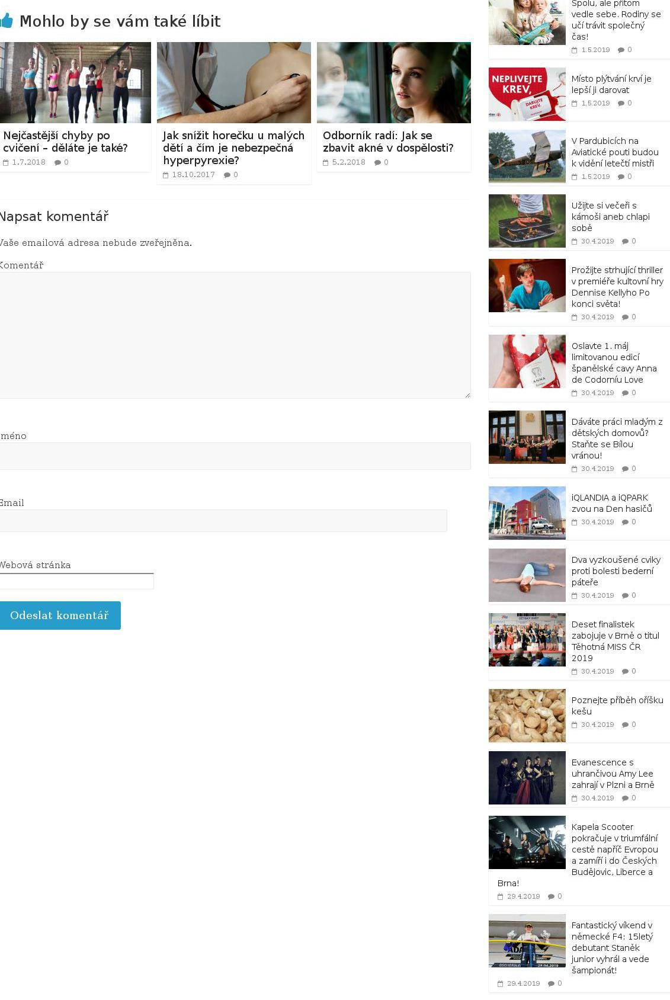 Mohlo by se vám také líbit
Nejčastější chyby po
cvičení – děláte je také?
1.7.2018 0
Jak snížit horečku u malých
dětí a čím je nebezpečná
hyperpyrexie?
18.10.2017 0
Odborník radí: Jak se
zbavit akné v dospělosti?
5.2.2018 0
Napsat komentář
Vaše emailová adresa nebude zveřejněna.
Komentář
méno
Email
Webová stránka
Odeslat komentář
Spolu, ale přitom
vedle sebe. Rodiny se
učí trávit společný
čas!
1.5.2019 0
NEPLIVEJTE
KREV,
DARUJTE
KREV.
Místo plýtvání krví je
lepší ji darovat
1.5.2019 0
V Pardubicích na
Aviatické pouti budou
k vidění letečtí mistři
1.5.2019 0
Užijte si večeři s
kámoši aneb chlapi
sobě
30.4.2019 0
Prožijte strhující thriller
v premiéře kultovní hry
Dennise Kellyho Po
konci světa!
30.4.2019 0
ANNA
Oslavte 1. máj
limitovanou edicí
španělské cavy Anna
de Codorníu Love
30.4.2019 0
Dáváte práci mladým z
dětských domovů?
Staňte se Bílou
vránou!
30.4.2019 0
iQLANDIA a iQPARK
zvou na Den hasičů
30.4.2019 0
Dva vyzkoušené cviky
proti bolesti bederní
páteře
30.4.2019 0
DĚTSKÝ SVĚT
Deset finalistek
zabojuje v Brně o titul
Těhotná MISS ČR
2019
30.4.2019 0
Poznejte příběh oříšku
kešu
30.4.2019 0
Evanescence s
uhrančivou Amy Lee
zahrají v Plzni a Brně
30.4.2019 0
Kapela Scooter
pokračuje v triumfální
cestě napříč Evropou
a zamíří i do Českých
Budějovic, Liberce a
Brna!
29.4.2019 0
Fantastický víkend v
německé F4: 15letý
debutant Staněk
junior vyhrál a vede
šampionát!
29.4.2019 0